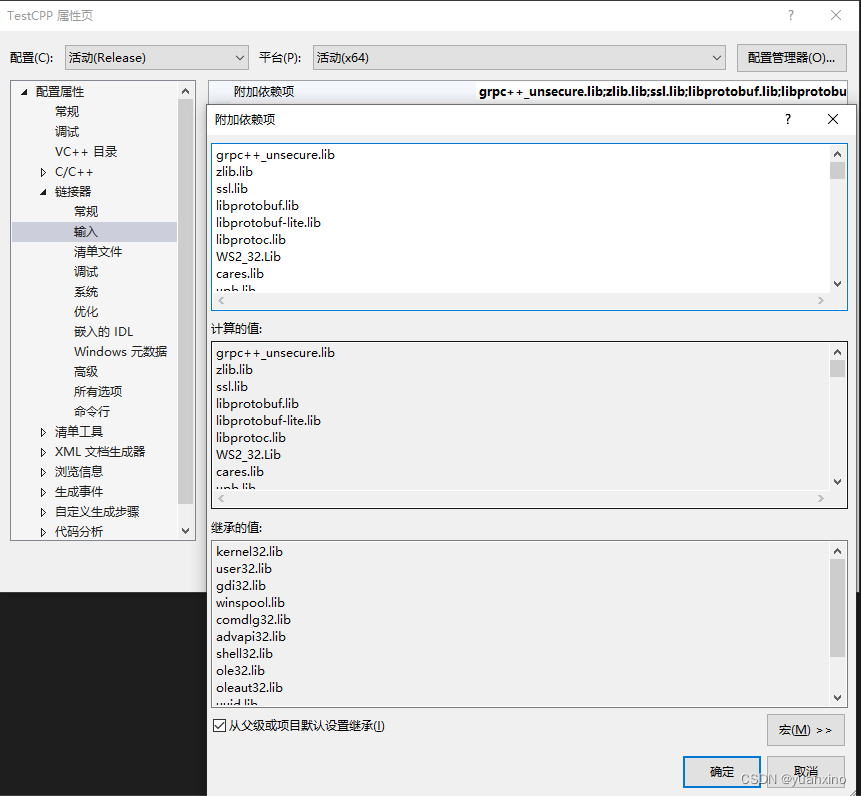 TestCPP 属性页
配置(C): 活动(Release) 平台(P): 活动(x64) 配置管理器(O)...
配置属性
常规
调试
VC++ 目录
C/C++
链接器
常规
输入
清单文件
调试
系统
优化
嵌入的 IDL
Windows 元数据
高级
所有选项
命令行
清单工具
XML 文档生成器
浏览信息
生成事件
自定义生成步骤
代码分析
附加依赖项 grpc++_unsecure.lib;zlib.lib;ssl.lib;libprotobuf.lib;libprotobu
附加依赖项
grpc++_unsecure.lib
zlib.lib
ssl.lib
libprotobuf.lib
libprotobuf-lite.lib
libprotoc.lib
WS2_32.Lib
cares.lib
upb.lib
计算的值:
grpc++_unsecure.lib
zlib.lib
ssl.lib
libprotobuf.lib
libprotobuf-lite.lib
libprotoc.lib
WS2_32.Lib
cares.lib
upb.lib
继承的值:
kernel32.lib
user32.lib
gdi32.lib
winspool.lib
comdlg32.lib
advapi32.lib
shell32.lib
ole32.lib
oleaut32.lib
uuid.lib
从父级或项目默认设置继承(I)
宏(M) >>
确定 取消
CSDN @yuanxino